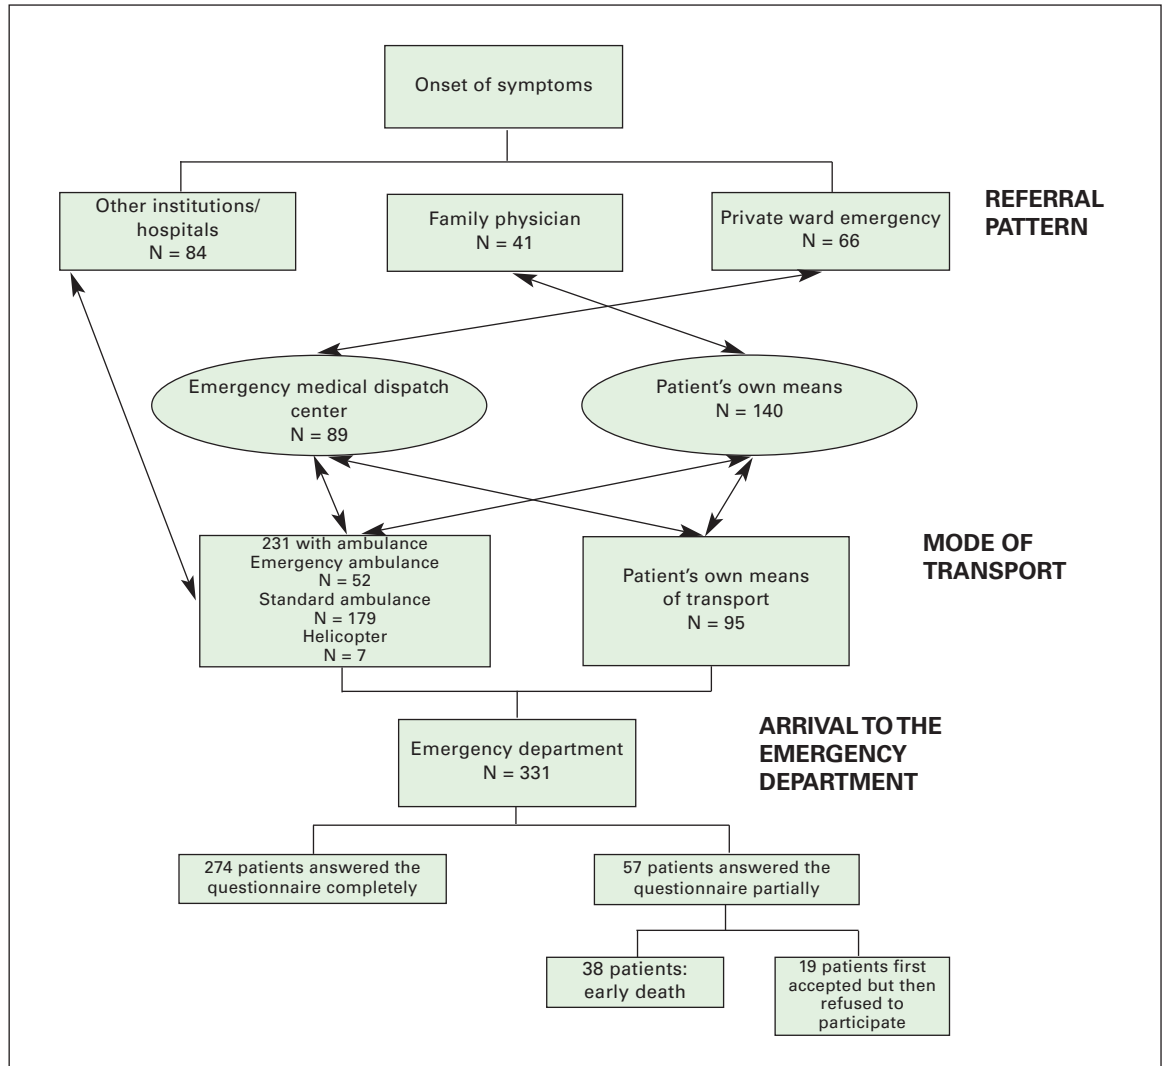 Onset of symptoms
Other institutions/
hospitals
N = 84
Family physician
N = 41
Private ward emergency
N = 66
REFERRAL
PATTERN
Emergency medical dispatch
center
N = 89
Patient's own means
N = 140
231 with ambulance
Emergency ambulance
N = 52
Standard ambulance
N = 179
Helicopter
N = 7
Patient's own means
of transport
N = 95
MODE OF
TRANSPORT
Emergency department
N = 331
ARRIVAL TO THE
EMERGENCY
DEPARTMENT
274 patients answered the
questionnaire completely
57 patients answered the
questionnaire partially
38 patients:
early death
19 patients first
accepted but then
refused to
participate